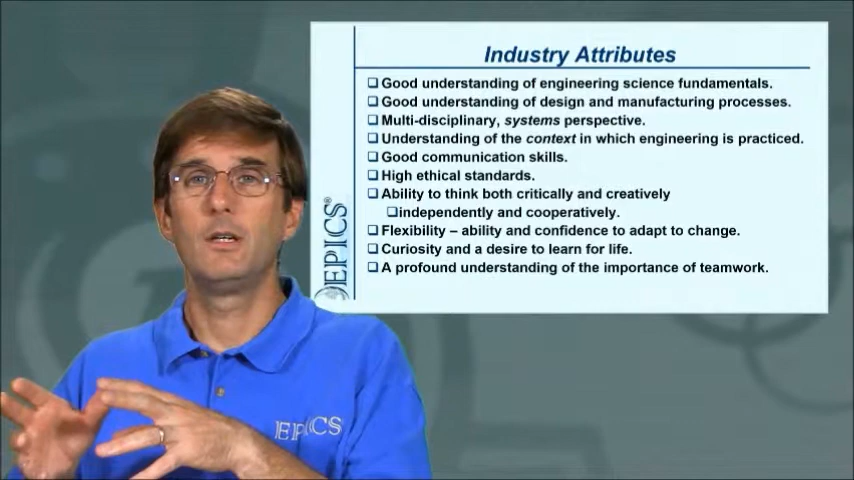 Industry Attributes
❑Good understanding of engineering science fundamentals.
❑Good understanding of design and manufacturing processes.
❑Multi-disciplinary, systems perspective.
❑Understanding of the context in which engineering is practiced.
❑Good communication skills.
❑High ethical standards.
❑Ability to think both critically and creatively
❑independently and cooperatively.
❑Flexibility – ability and confidence to adapt to change.
❑Curiosity and a desire to learn for life.
❑A profound understanding of the importance of teamwork.
EPICS®
EPICS